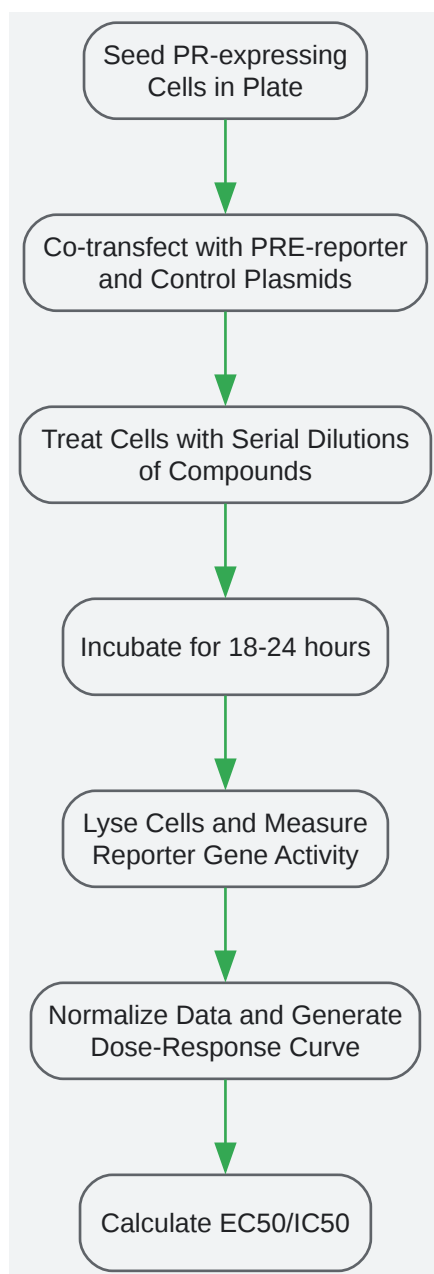 Seed PR-expressing
Cells in Plate
Co-transfect with PRE-reporter
and Control Plasmids
Treat Cells with Serial Dilutions
of Compounds
Incubate for 18-24 hours
Lyse Cells and Measure
Reporter Gene Activity
Normalize Data and Generate
Dose-Response Curve
Calculate EC50/IC50